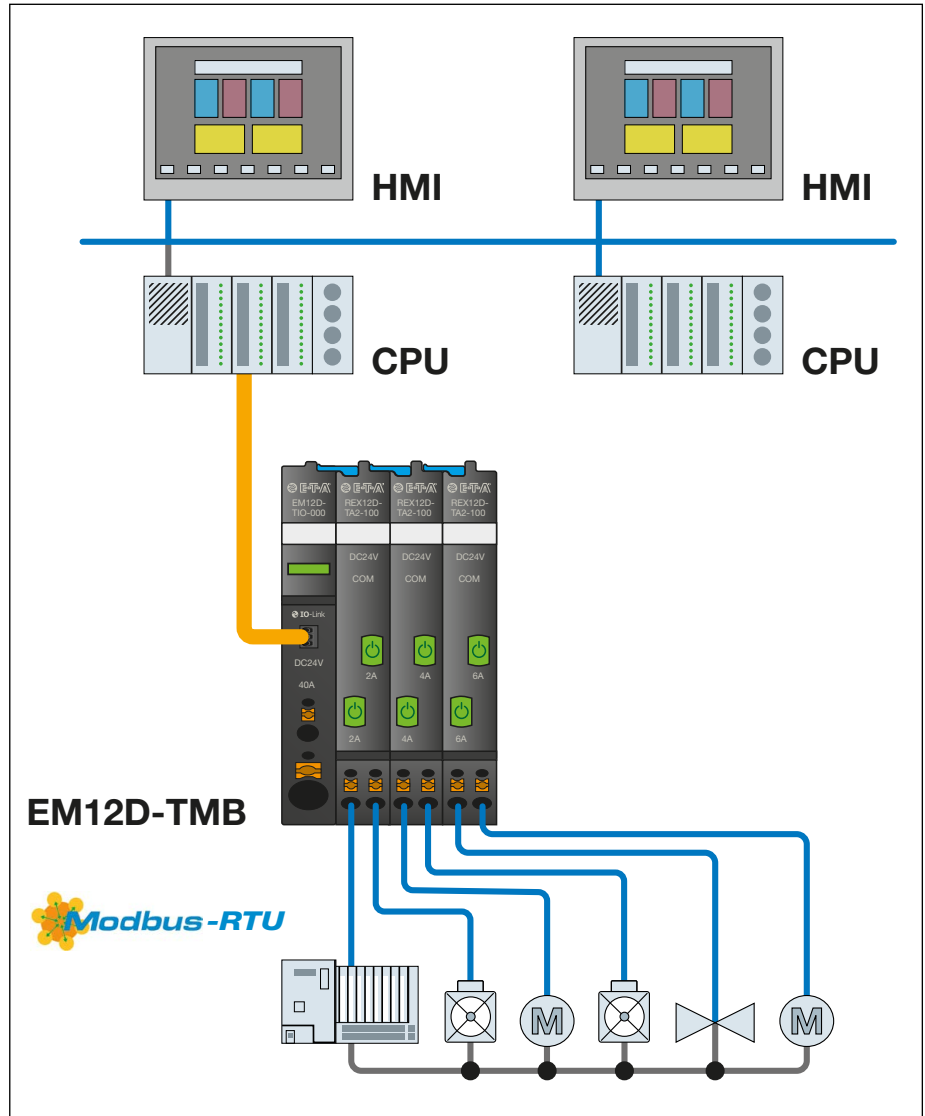 HMI
HMI
CPU
CPU
E-T-A E-T-A E-T-A E-T-A
EM12D- REX12D- REX12D- REX12D-
TIO-000 TA2-100 TA2-100 TA2-100
DC24V DC24V DC24V
COM COM COM
IO-Link
DC24V
2A 4A 6A
40A
2A 4A 6A
EM12D-TMB
Modbus-RTU
M M